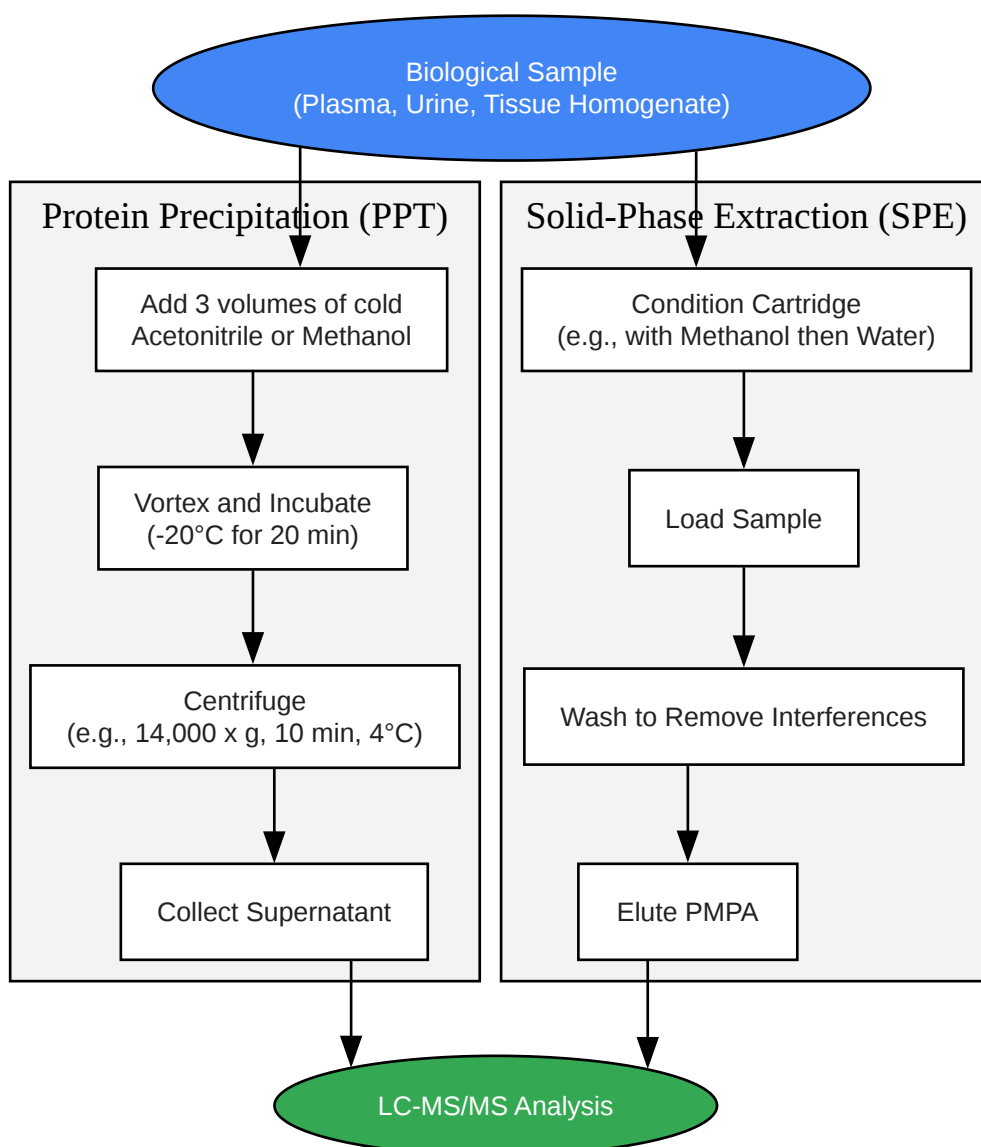 Biological Sample
(Plasma, Urine, Tissue Homogenate)
Protein Precipitation (PPT)
Add 3 volumes of cold
Acetonitrile or Methanol
Vortex and Incubate
(-20°C for 20 min)
Centrifuge
(e.g., 14,000 x g, 10 min, 4°C)
Collect Supernatant
Solid-Phase Extraction (SPE)
Condition Cartridge
(e.g., with Methanol then Water)
Load Sample
Wash to Remove Interferences
Elute PMPA
LC-MS/MS Analysis